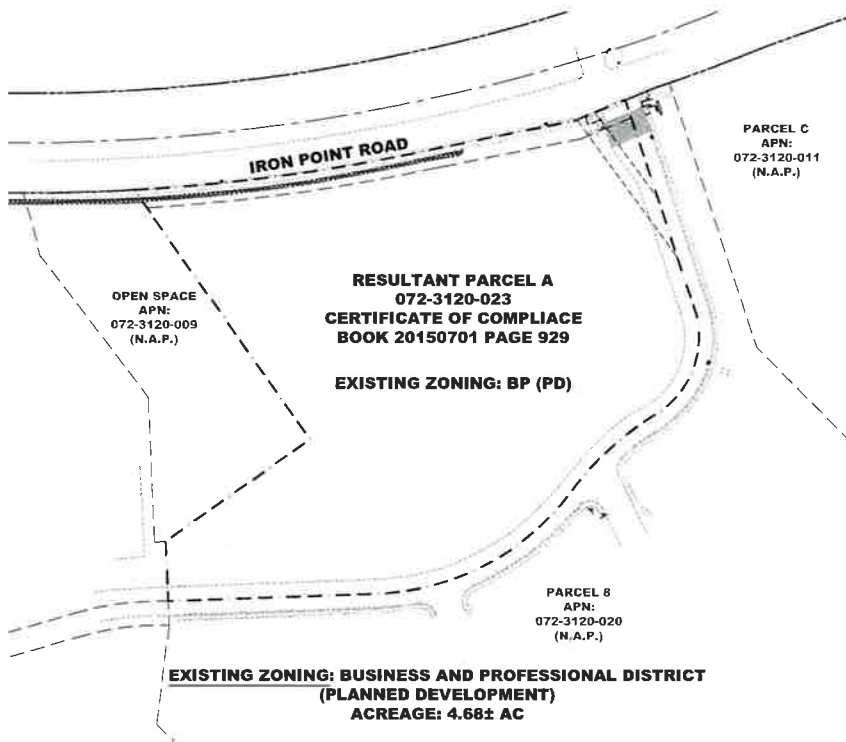 IRON POINT ROAD
PARCEL C
APN:
072-3120-011
(N.A.P.)
OPEN SPACE
APN:
072-3120-009
(N.A.P.)
RESULTANT PARCEL A
072-3120-023
CERTIFICATE OF COMPLIACE
BOOK 20150701 PAGE 929
EXISTING ZONING: BP (PD)
PARCEL 8
APN:
072-3120-020
(N.A.P.)
EXISTING ZONING: BUSINESS AND PROFESSIONAL DISTRICT
(PLANNED DEVELOPMENT)
ACREAGE: 4.68± AC